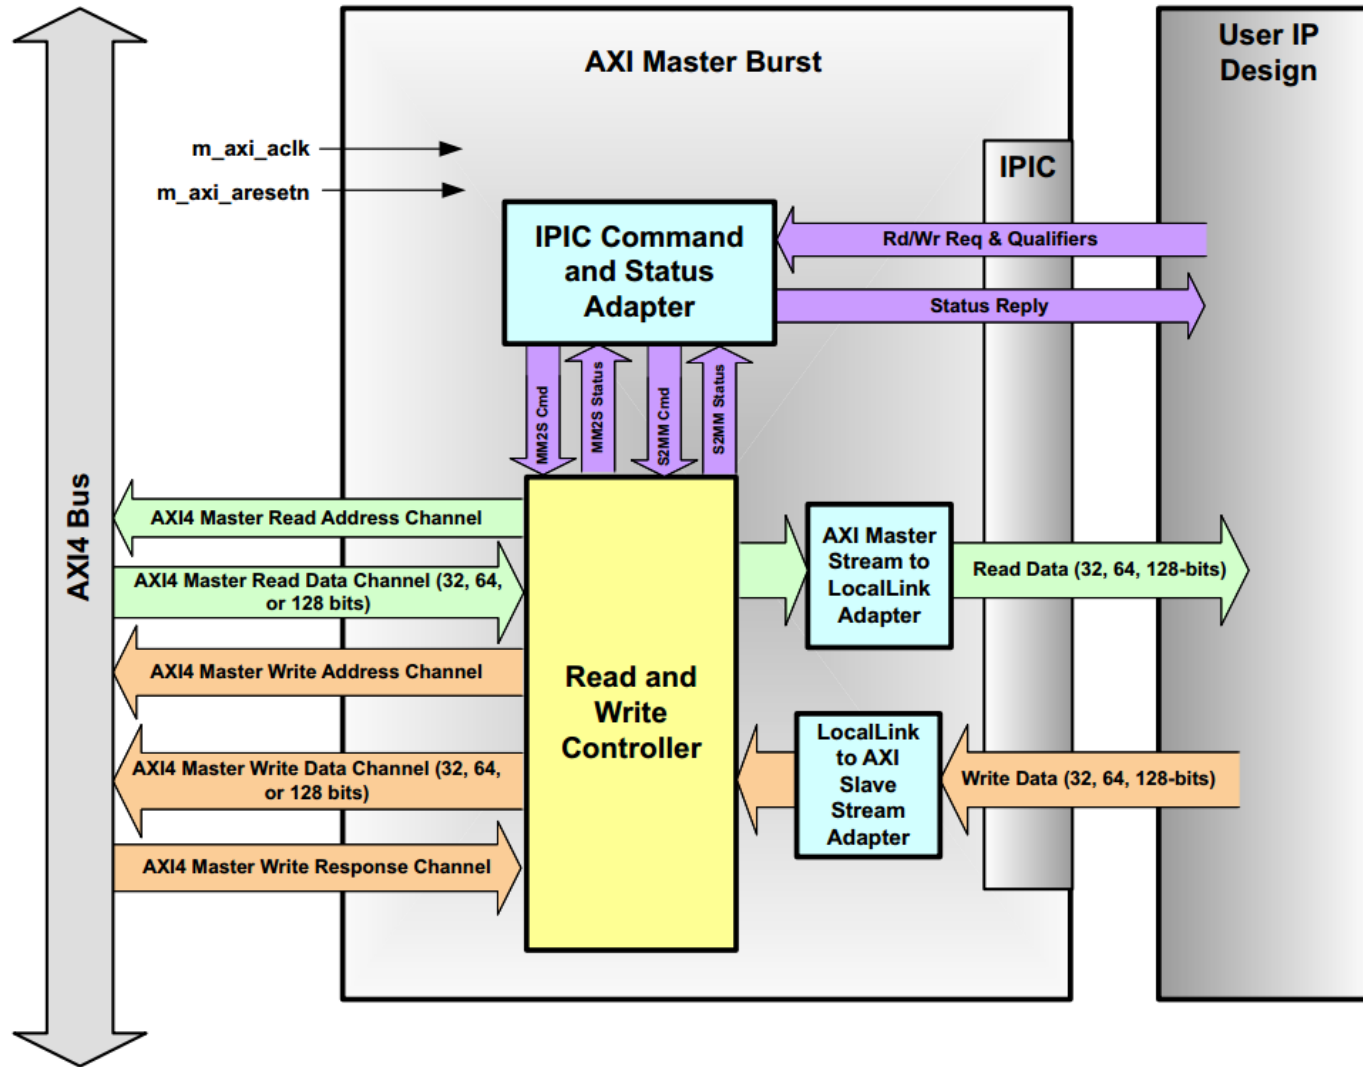 AXI Master Burst
User IP
Design
m_axi_aclk
m_axi_aresetn
IPIC
IPIC Command
and Status
Adapter
Rd/Wr Req & Qualifiers
Status Reply
MM2S Cmd
MM2S Status
S2MM Cmd
S2MM Status
AXI4 Bus
AXI4 Master Read Address Channel
AXI4 Master Read Data Channel (32, 64,
or 128 bits)
AXI4 Master Write Address Channel
AXI4 Master Write Data Channel (32, 64,
or 128 bits)
AXI4 Master Write Response Channel
Read and
Write
Controller
AXI Master
Stream to
LocalLink
Adapter
Read Data (32, 64, 128-bits)
LocalLink
to AXI
Slave
Stream
Adapter
Write Data (32, 64, 128-bits)